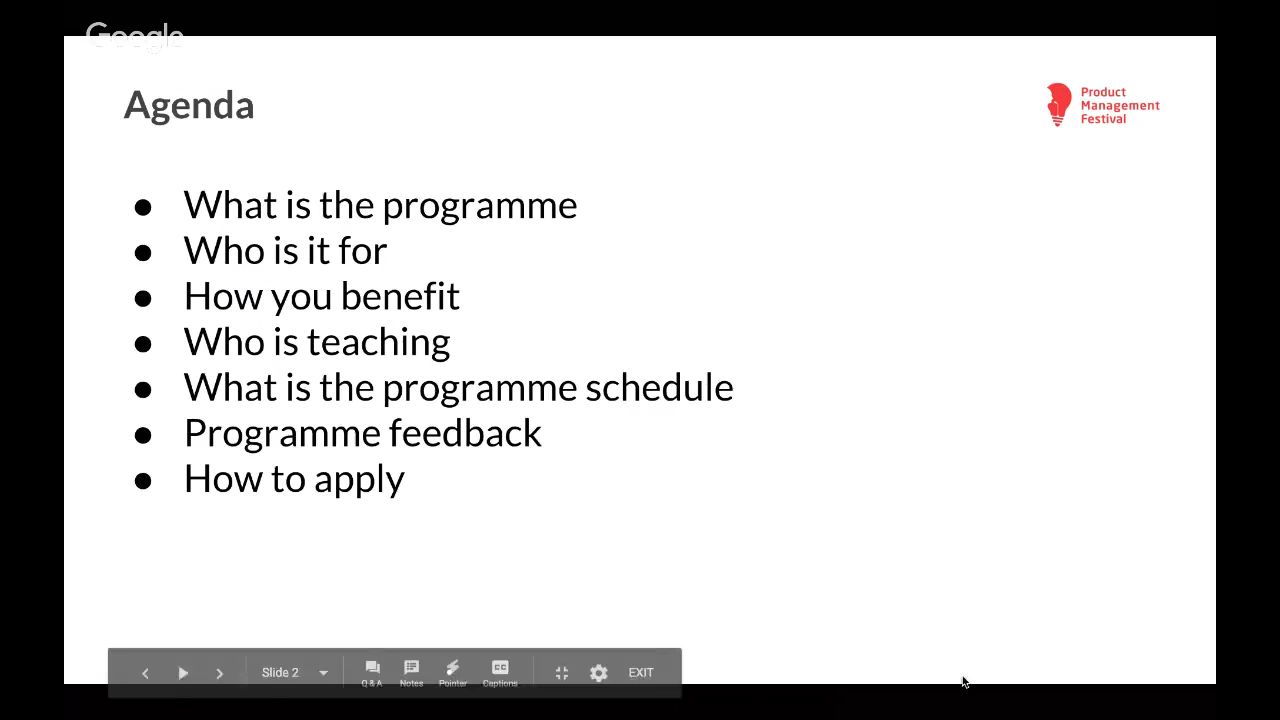 Google
Agenda
Product
Management
Festival
● What is the programme
● Who is it for
● How you benefit
● Who is teaching
● What is the programme schedule
● Programme feedback
● How to apply
Slide 2
Q & A
Notes
Pointer
CC
Captions
EXIT